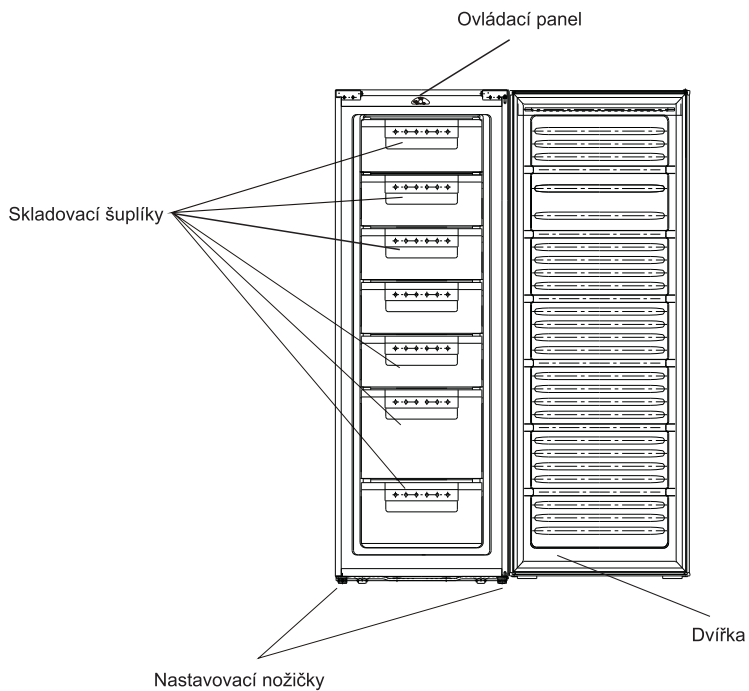 Ovládací panel
Skladovací šuplíky
Dvířka
Nastavovací nožičky